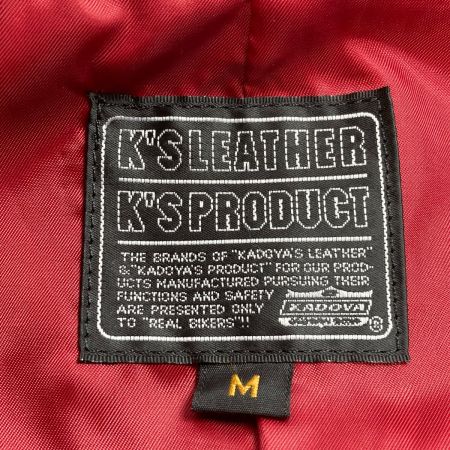 K'S LEATHER
K'S PRODUCT
THE BRANDS OF "KADOYA'S LEATHER"
& "KADOYA'S PRODUCT" FOR OUR PROD-
UCTS MANUFACTURED PURSUING THEIR
FUNCTIONS AND SAFETY
ARE PRESENTED ONLY
TO "REAL BIKERS"!!
KADOYA
®
M